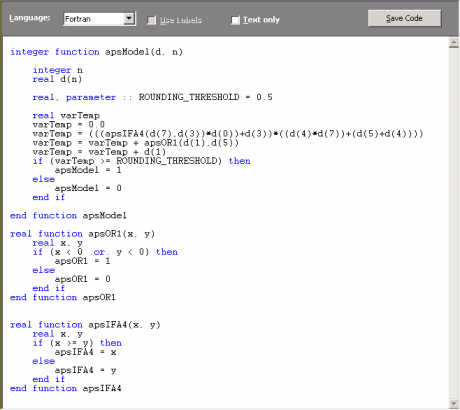 Language: Fortran Use Labels Text only Save Code
integer function apsModel(d, n)
integer n
real d(n)
real, parameter :: ROUNDING_THRESHOLD = 0.5
real varTemp
varTemp = 0.0
varTemp = (((apsIFA4(d(7),d(3))*d(0))+d(3))*((d(4)*d(7))+(d(5)+d(4))))
varTemp = varTemp + apsOR1(d(1),d(5))
varTemp = varTemp + d(1)
if (varTemp >= ROUNDING_THRESHOLD) then
apsModel = 1
else
apsModel = 0
end if
end function apsModel
real function apsOR1(x, y)
real x, y
if (x < 0 .or. y < 0) then
apsOR1 = 1
else
apsOR1 = 0
end if
end function apsOR1
real function apsIFA4(x, y)
real x, y
if (x >= y) then
apsIFA4 = x
else
apsIFA4 = y
end if
end function apsIFA4